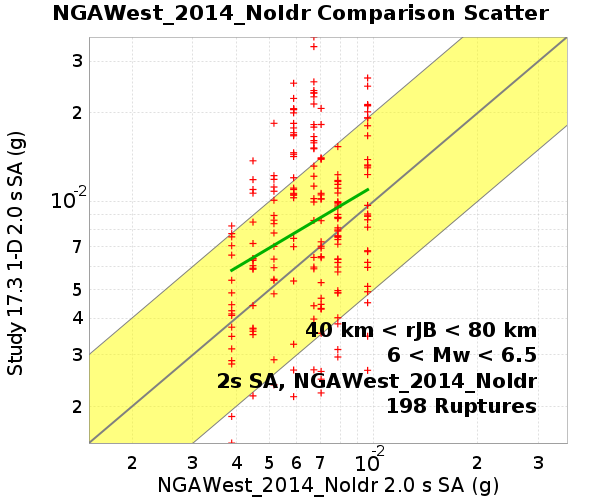 NGAWest_2014_NoIdr Comparison Scatter
3
2
10-2
7
5
4
3
2
Study 17.3 1-D 2.0 s SA (g)
40 km < rJB < 80 km
6 < Mw < 6.5
2s SA, NGAWest_2014_NoIdr
198 Ruptures
2 3 4 5 6 7 10-2 2 3
NGAWest_2014_NoIdr 2.0 s SA (g)